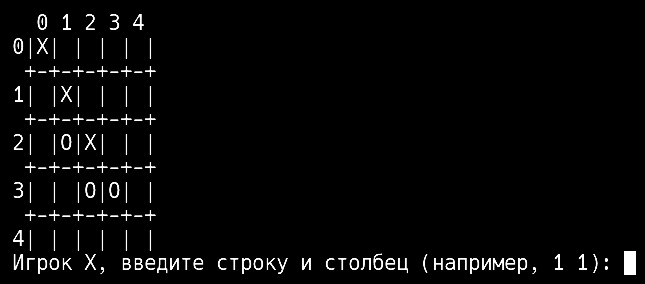 0 1 2 3 4
0|X| | | | |
 +-+-+-+-+-+
1| |X| | | |
 +-+-+-+-+-+
2| |O|X| | |
 +-+-+-+-+-+
3| | |O|O| |
 +-+-+-+-+-+
4| | | | | |
Игрок X, введите строку и столбец (например, 1 1):